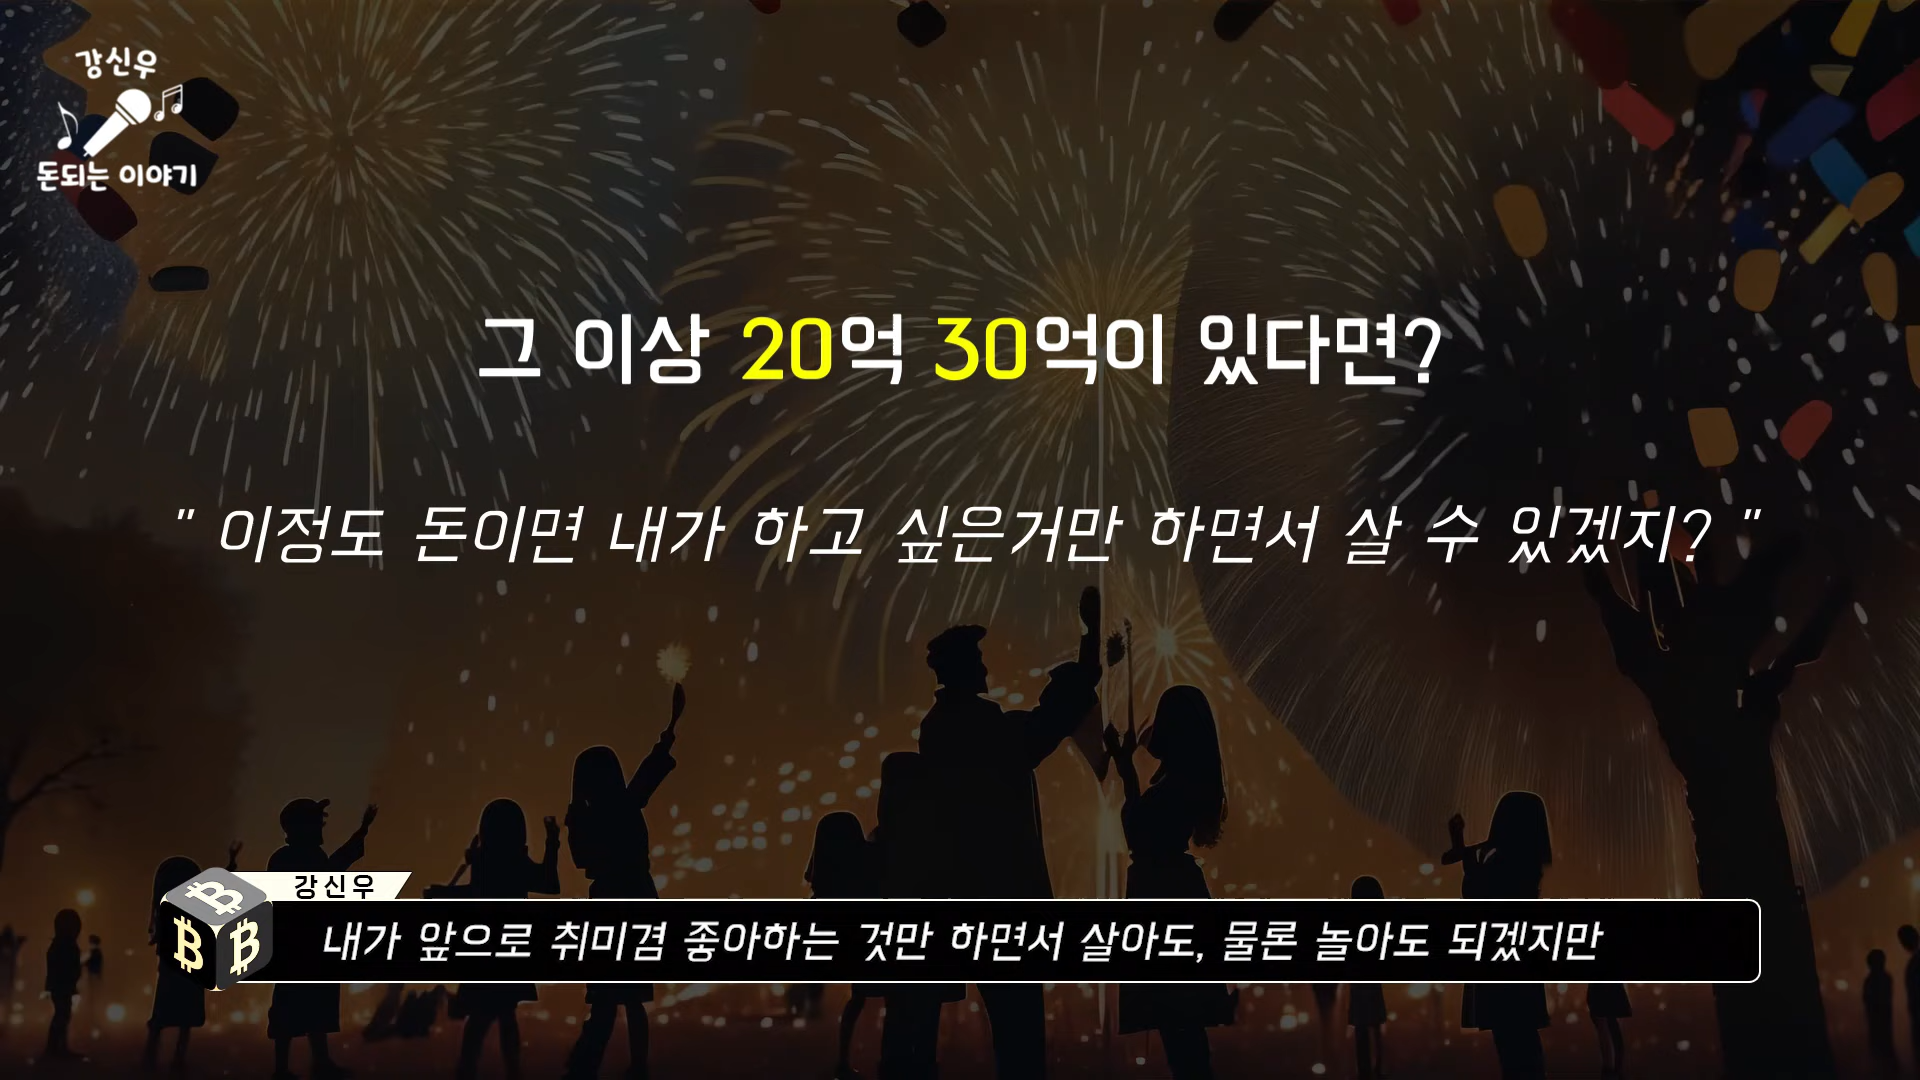 강신우
돈되는 이야기
그 이상 20억 30억이 있다면?
" 이정도 돈이면 내가 하고 싶은거만 하면서 살 수 있겠지? "
강신우
내가 앞으로 취미겸 좋아하는 것만 하면서 살아도, 물론 놀아도 되겠지만